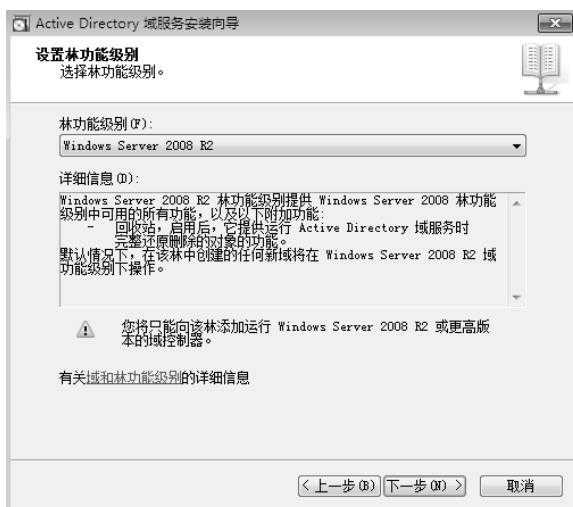 Active Directory 域服务安装向导
设置林功能级别
选择林功能级别。
林功能级别(F):
Windows Server 2008 R2
详细信息(D):
Windows Server 2008 R2 林功能级别提供 Windows Server 2008 林功能
级别中可用的所有功能，以及以下附加功能:
- 回收站，启用后，它提供运行 Active Directory 域服务时
完整还原删除的对象的功能。
默认情况下，在该林中创建的任何新域将在 Windows Server 2008 R2 域
功能级别下操作。
您将只能向该林添加运行 Windows Server 2008 R2 或更高版
本的域控制器。
有关域和林功能级别的详细信息
< 上一步(B) 下一步(N) > 取消